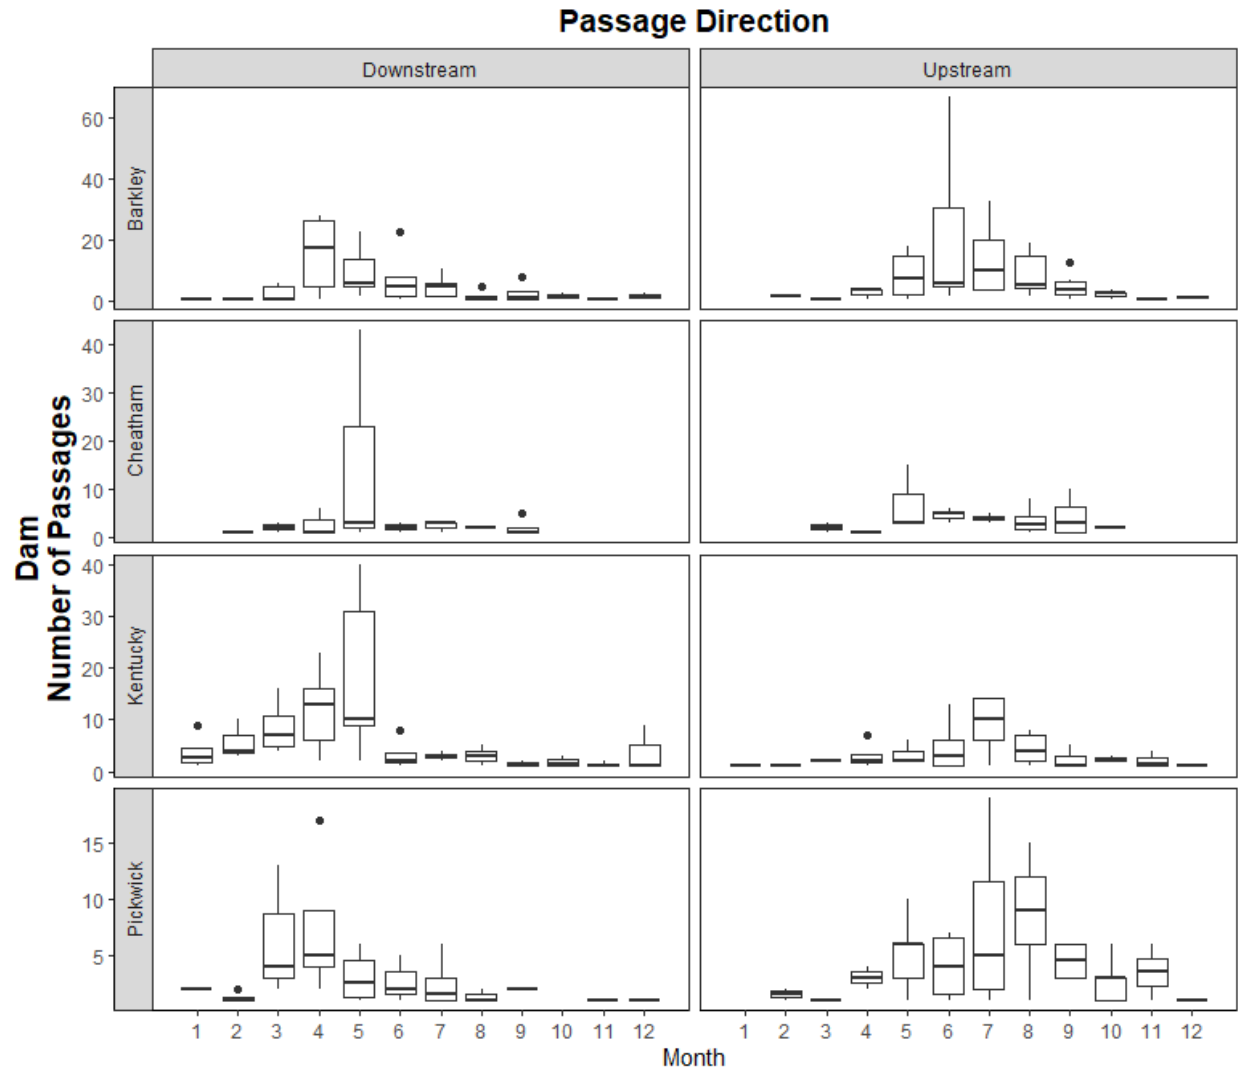 Passage Direction
Downstream Upstream
Barkley
60
40
20
0
Cheatham
40
30
20
10
0
Dam
Number of Passages
Kentucky
40
30
20
10
0
Pickwick
15
10
5
1 2 3 4 5 6 7 8 9 10 11 12 1 2 3 4 5 6 7 8 9 10 11 12
Month